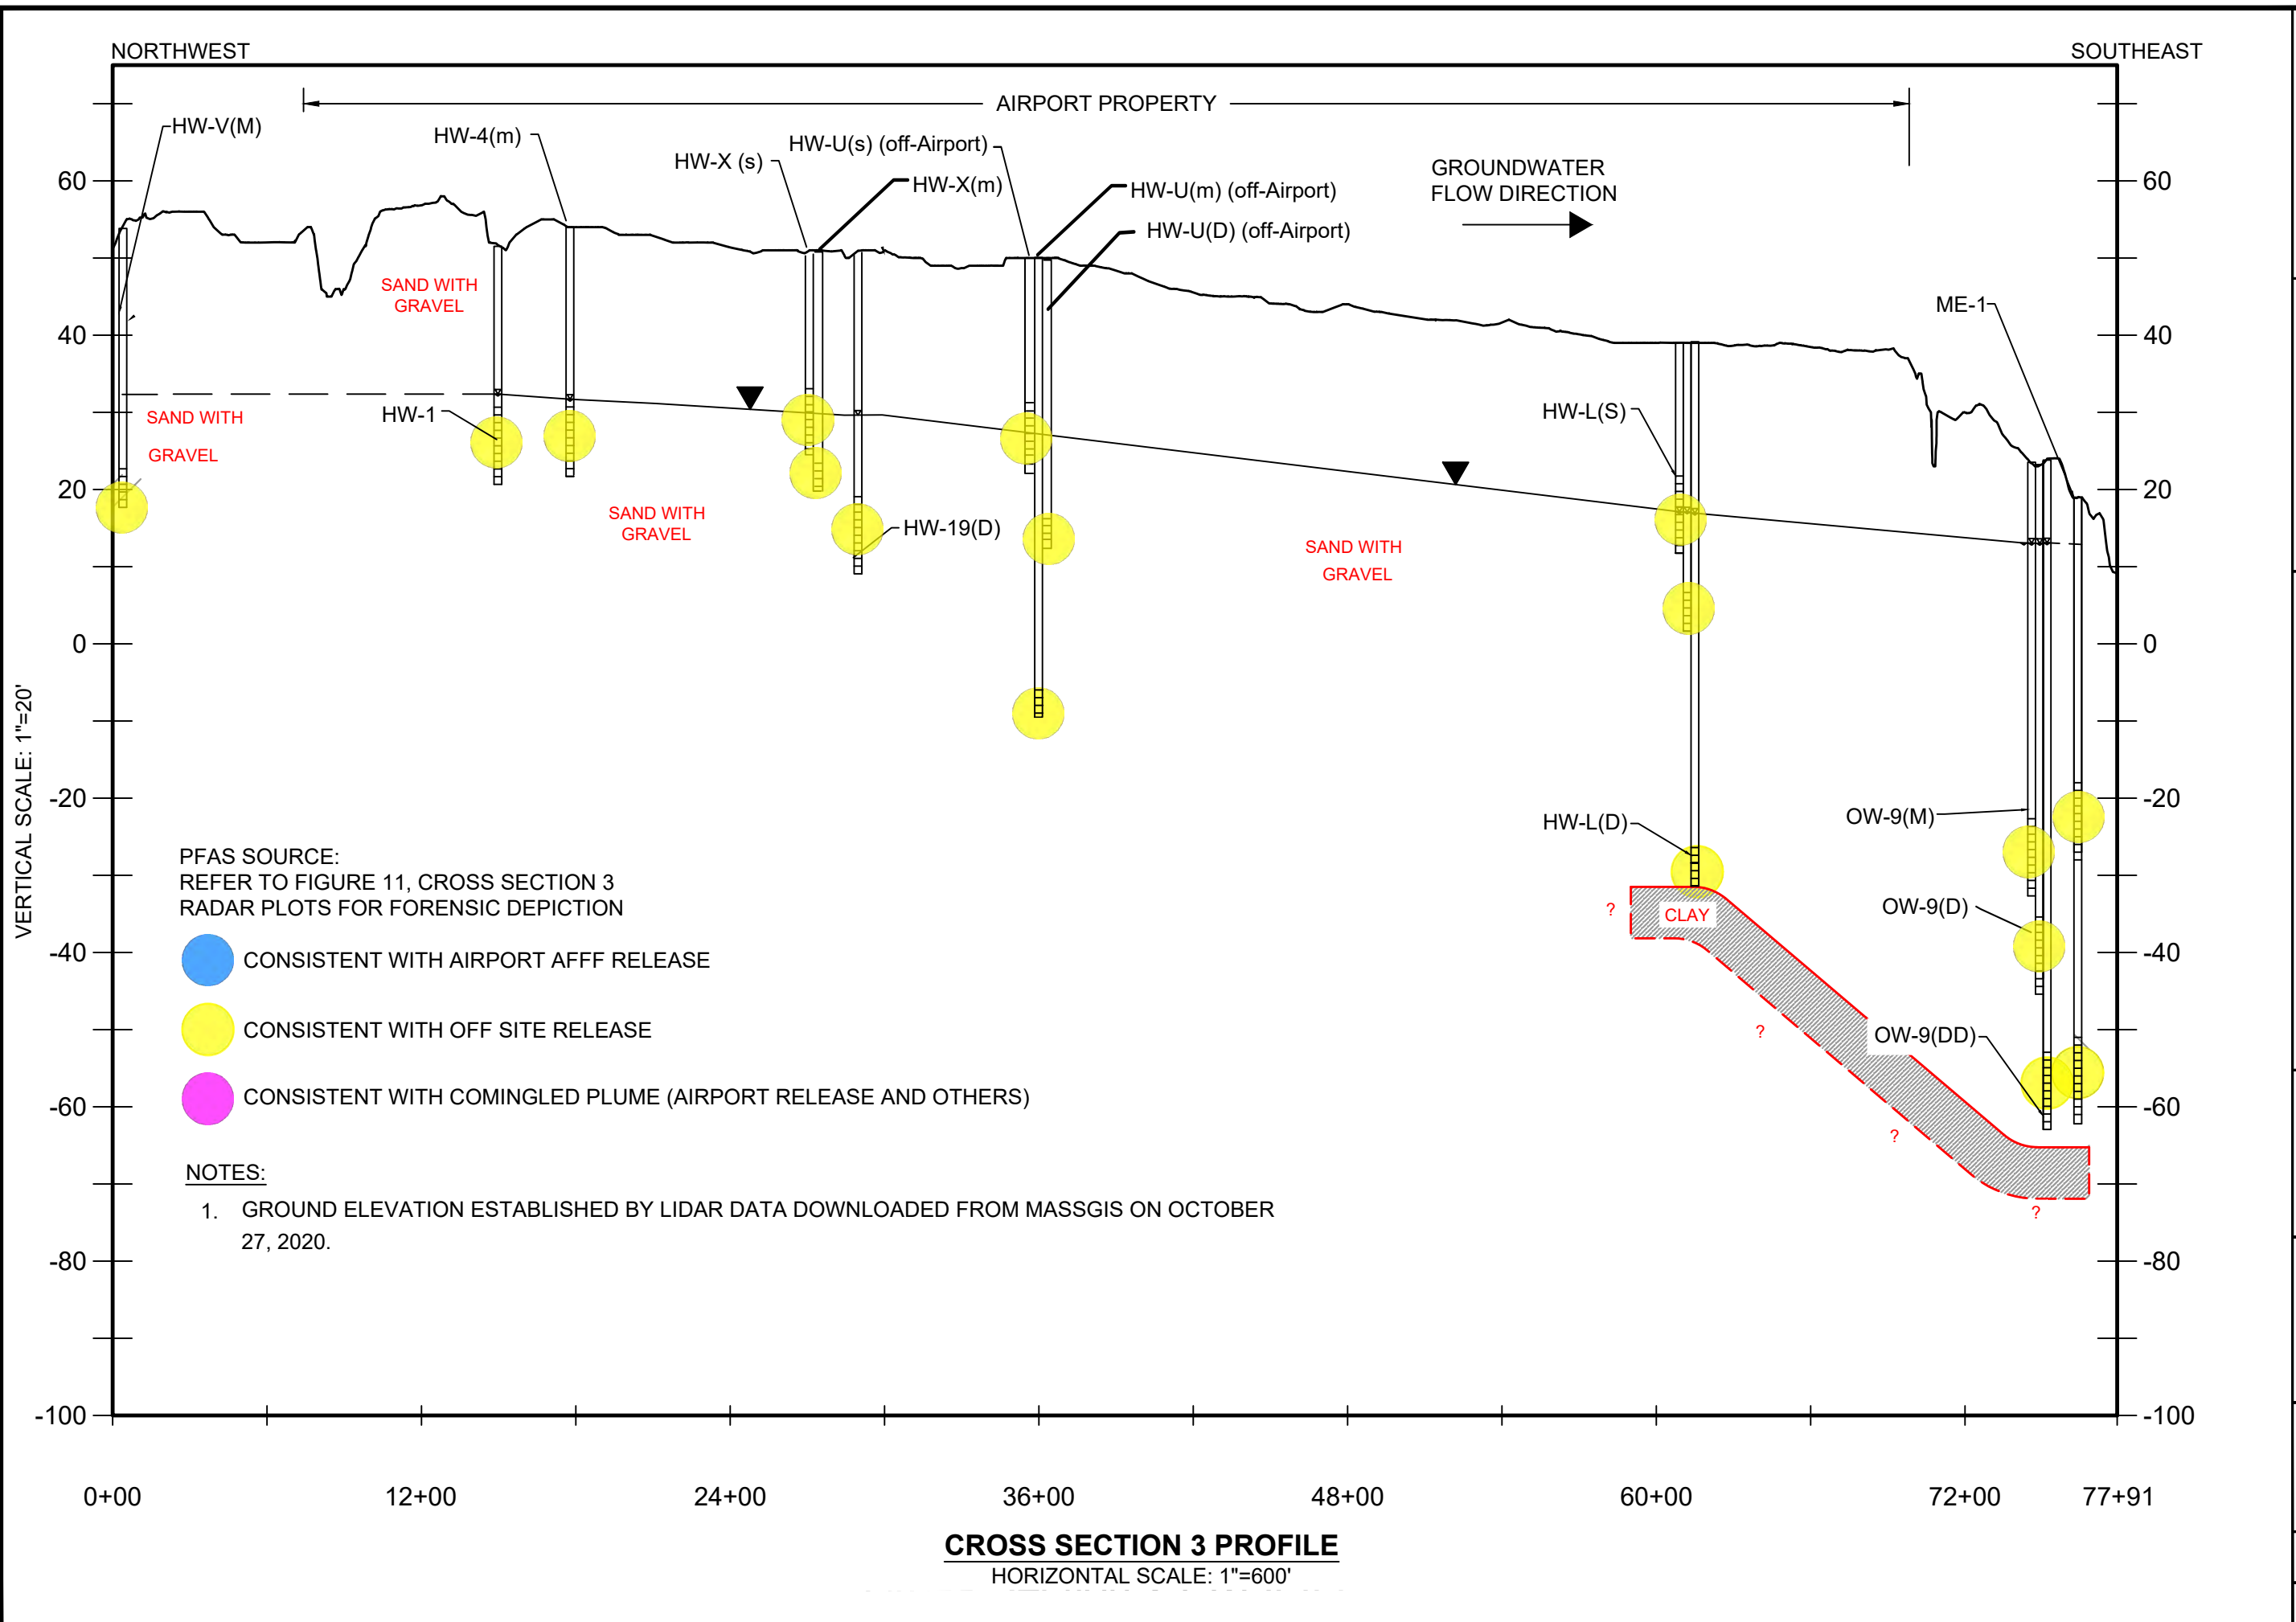 NORTHWEST
SOUTHEAST
AIRPORT PROPERTY
HW-V(M)
HW-4(m)
HW-X (s)
HW-U(s) (off-Airport)
HW-X(m)
HW-U(m) (off-Airport)
HW-U(D) (off-Airport)
GROUNDWATER
FLOW DIRECTION
60
60
SAND WITH
GRAVEL
ME-1
40
40
SAND WITH
GRAVEL
HW-1
HW-L(S)
20
20
SAND WITH
GRAVEL
HW-19(D)
SAND WITH
GRAVEL
0
0
VERTICAL SCALE: 1"=20'
-20
-20
HW-L(D)
OW-9(M)
PFAS SOURCE:
REFER TO FIGURE 11, CROSS SECTION 3
RADAR PLOTS FOR FORENSIC DEPICTION
?
CLAY
OW-9(D)
-40
-40
CONSISTENT WITH AIRPORT AFFF RELEASE
CONSISTENT WITH OFF SITE RELEASE
?
OW-9(DD)
CONSISTENT WITH COMINGLED PLUME (AIRPORT RELEASE AND OTHERS)
-60
-60
?
NOTES:
1. GROUND ELEVATION ESTABLISHED BY LIDAR DATA DOWNLOADED FROM MASSGIS ON OCTOBER
27, 2020.
?
-80
-80
-100
-100
0+00
12+00
24+00
36+00
48+00
60+00
72+00
77+91
CROSS SECTION 3 PROFILE
HORIZONTAL SCALE: 1"=600'